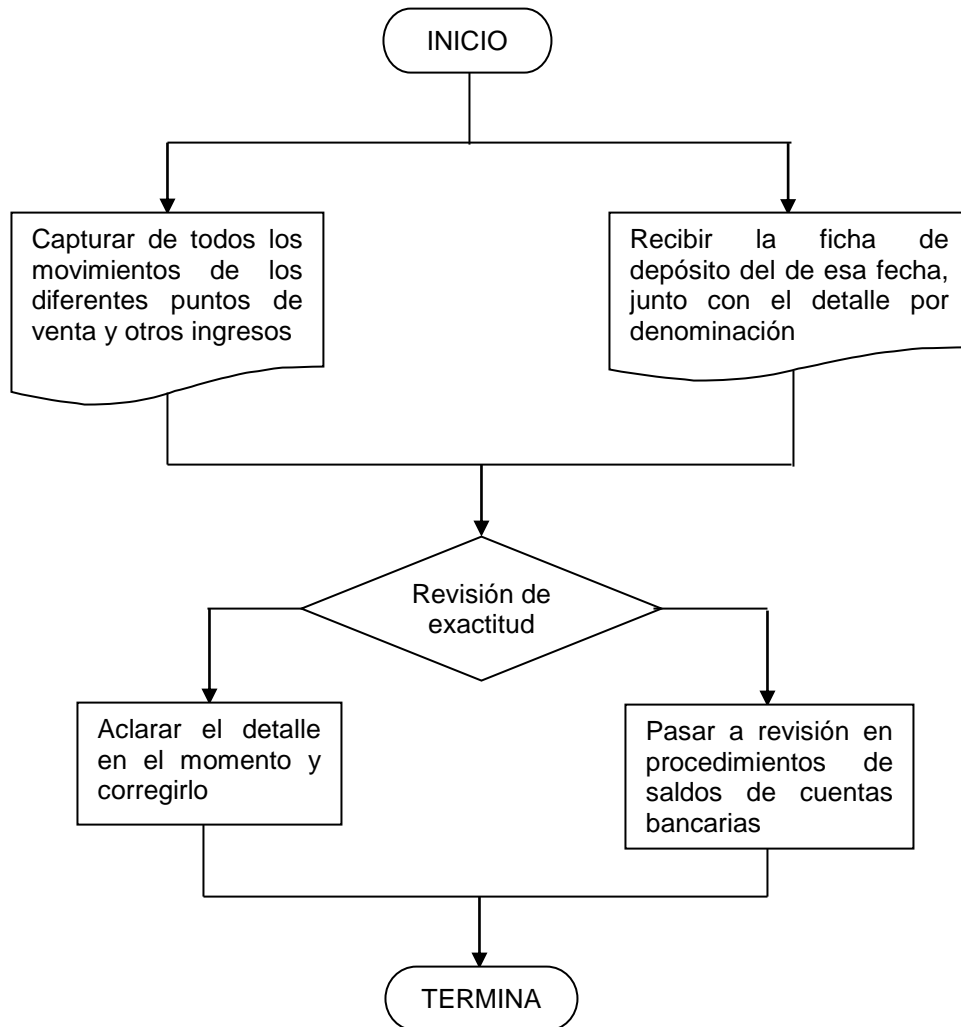 INICIO
Capturar de todos los
movimientos de los
diferentes puntos de
venta y otros ingresos
Recibir la ficha de
depósito del de esa fecha,
junto con el detalle por
denominación
Revisión de
exactitud
Aclarar el detalle
en el momento y
corregirlo
Pasar a revisión en
procedimientos de
saldos de cuentas
bancarias
TERMINA